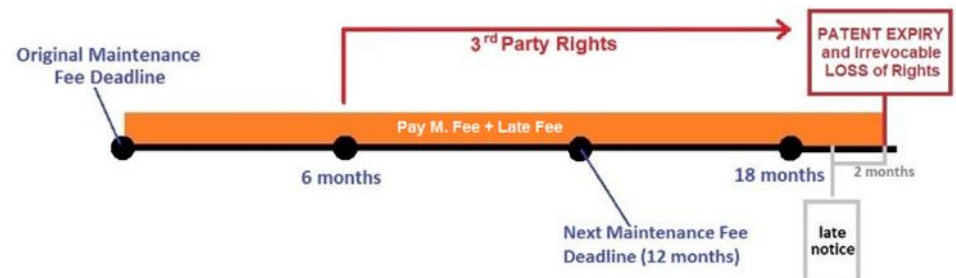 Original Maintenance
Fee Deadline
3rd Party Rights
PATENT EXPIRY
and Irrevocable
LOSS of Rights
Pay M. Fee + Late Fee
6 months
18 months
2 months
Next Maintenance Fee
Deadline (12 months)
late
notice